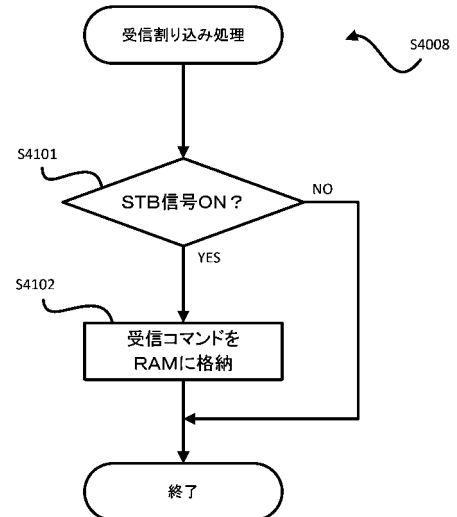 受信割り込み処理
S4008
S4101
STB信号ON？
NO
YES
S4102
受信コマンドを
RAMに格納
終了